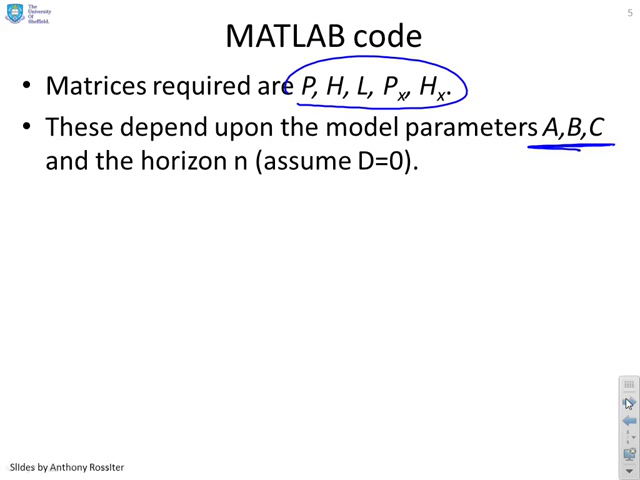 The
University
Of
Sheffield.
5
MATLAB code
• Matrices required are P, H, L, Px, Hx.
• These depend upon the model parameters A,B,C
and the horizon n (assume D=0).
Slides by Anthony Rossiter